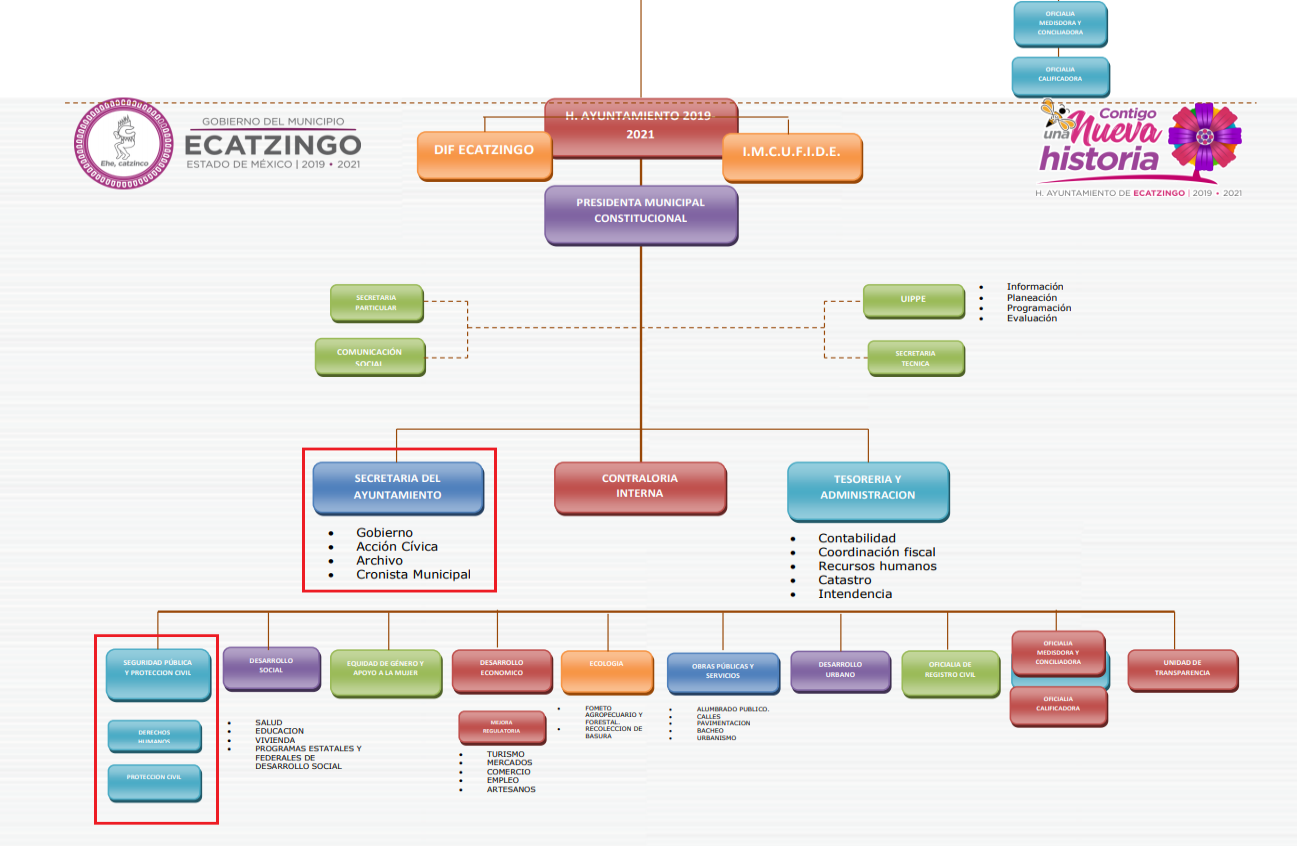 OFICIALIA
MEDISDORA Y
CONCILIADORA
OFICIALIA
CALIFICADORA
Ehe, catzinco
GOBIERNO DEL MUNICIPIO
ECATZINGO
ESTADO DE MÉXICO | 2019 • 2021
H. AYUNTAMIENTO 2019
2021
DIF ECATZINGO
I.M.C.U.F.I.D.E.
Contigo
una Nueva
historia
H. AYUNTAMIENTO DE ECATZINGO | 2019 • 2021
PRESIDENTA MUNICIPAL
CONSTITUCIONAL
SECRETARIA
PARTICULAR
COMUNICACIÓN
SOCIAL
UIPPE
• Información
• Planeación
• Programación
• Evaluación
SECRETARIA
TECNICA
SECRETARIA DEL
AYUNTAMIENTO
• Gobierno
• Acción Cívica
• Archivo
• Cronista Municipal
CONTRALORIA
INTERNA
TESORERIA Y
ADMINISTRACION
• Contabilidad
• Coordinación fiscal
• Recursos humanos
• Catastro
• Intendencia
SEGURIDAD PÚBLICA
Y PROTECCION CIVIL
DERECHOS
HUMANOS
PROTECCION CIVIL
DESARROLLO
SOCIAL
• SALUD
• EDUCACION
• VIVIENDA
• PROGRAMAS ESTATALES Y
FEDERALES DE
DESARROLLO SOCIAL
EQUIDAD DE GÉNERO Y
APOYO A LA MUJER
DESARROLLO
ECONOMICO
MEJORA
REGULATORIA
• TURISMO
• MERCADOS
• COMERCIO
• EMPLEO
• ARTESANOS
ECOLOGIA
• FOMETO
AGROPECUARIO Y
FORESTAL.
• RECOLECCION DE
BASURA
OBRAS PÚBLICAS Y
SERVICIOS
• ALUMBRADO PUBLICO.
• CALLES
• PAVIMENTACION
• BACHEO
• URBANISMO
DESARROLLO
URBANO
OFICIALIA DE
REGISTRO CIVIL
OFICIALIA
MEDISDORA Y
CONCILIADORA
OFICIALIA
CALIFICADORA
UNIDAD DE
TRANSPARENCIA